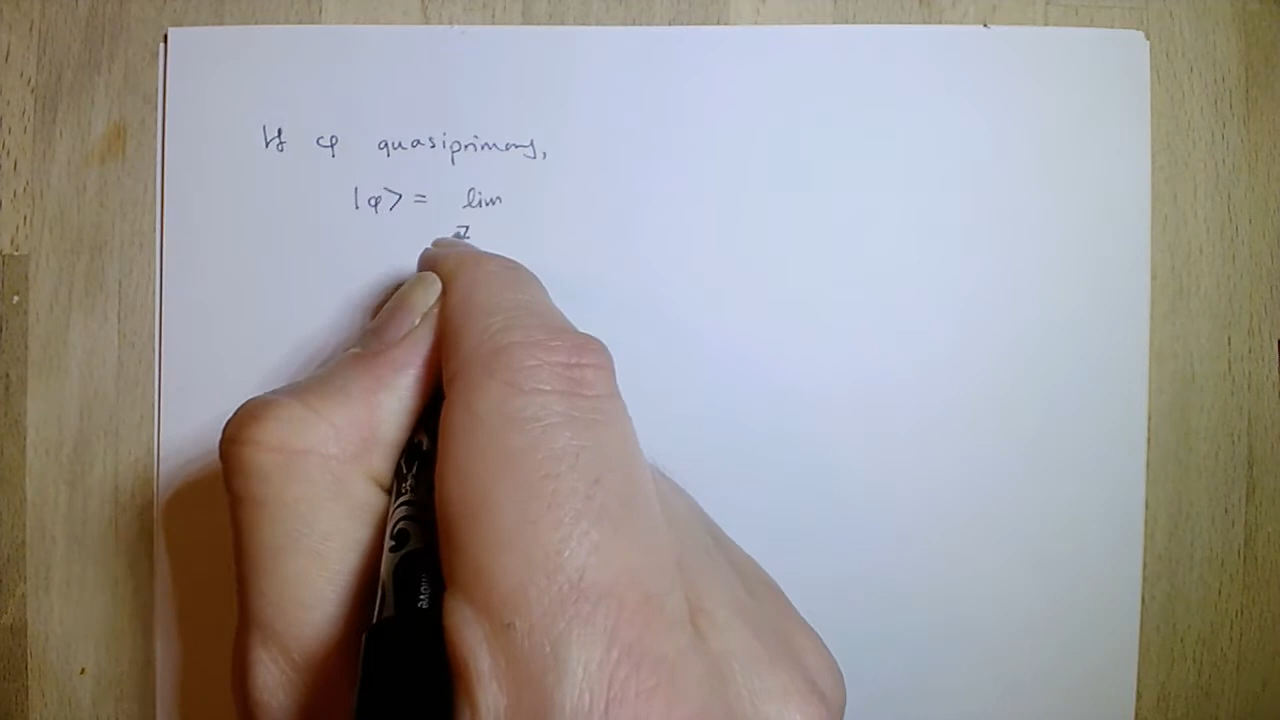 If φ quasiprimary,
|φ> = lim
z